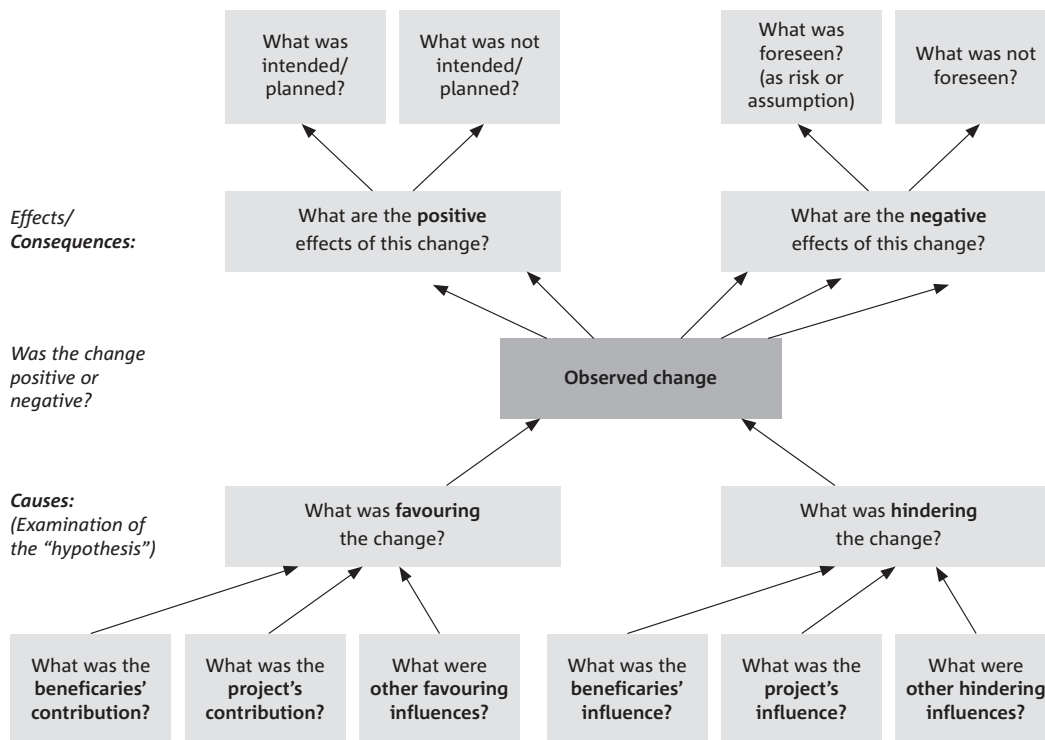 What was
intended/
planned?
What was not
intended/
planned?
What was
foreseen?
(as risk or
assumption)
What was not
foreseen?
Effects/
Consequences:
What are the positive
effects of this change?
What are the negative
effects of this change?
Was the change
positive or
negative?
Observed change
Causes:
(Examination of
the “hypothesis”)
What was favouring
the change?
What was hindering
the change?
What was the
beneficaries’
contribution?
What was the
project’s
contribution?
What were
other favouring
influences?
What was the
beneficaries’
influence?
What was the
project’s
influence?
What were
other hindering
influences?